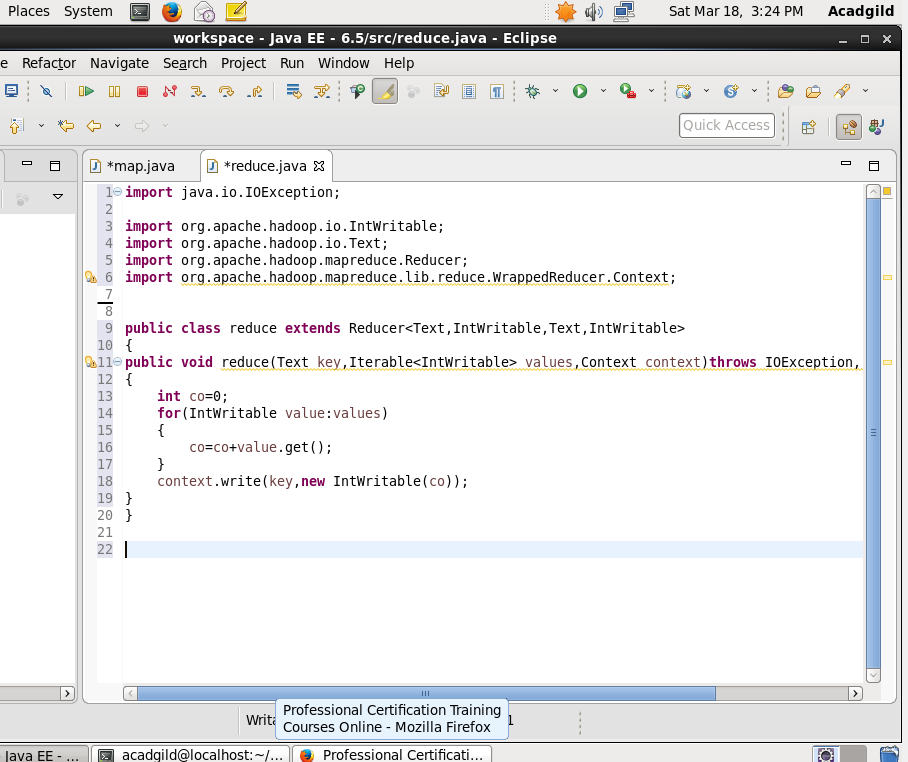 Places System Sat Mar 18, 3:24 PM Acadgild
workspace - Java EE - 6.5/src/reduce.java - Eclipse
e Refactor Navigate Search Project Run Window Help
Quick Access
*map.java *reduce.java
1 import java.io.IOException;
2
3 import org.apache.hadoop.io.IntWritable;
4 import org.apache.hadoop.io.Text;
5 import org.apache.hadoop.mapreduce.Reducer;
6 import org.apache.hadoop.mapreduce.lib.reduce.WrappedReducer.Context;
7
8
9 public class reduce extends Reducer<Text,IntWritable,Text,IntWritable>
10 {
11 public void reduce(Text key,Iterable<IntWritable> values,Context context)throws IOException,
12 {
13 int co=0;
14 for(IntWritable value:values)
15 {
16 co=co+value.get();
17 }
18 context.write(key,new IntWritable(co));
19 }
20 }
21
22
Writa 1
Professional Certification Training
Courses Online - Mozilla Firefox
Java EE - ... acadgild@localhost:~/... Professional Certificati...